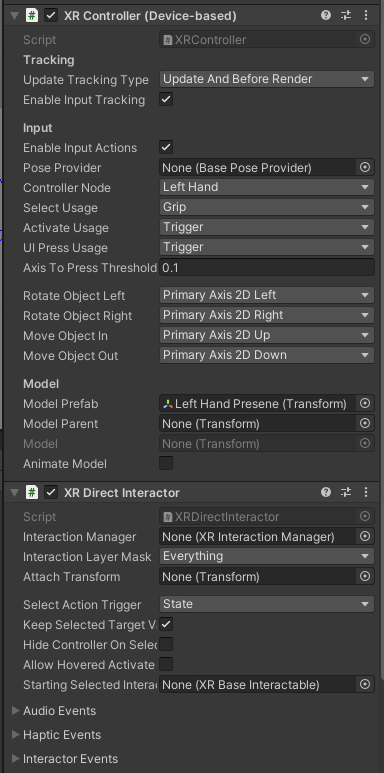 XR Controller (Device-based)
Script XRController
Tracking
Update Tracking Type Update And Before Render
Enable Input Tracking
Input
Enable Input Actions
Pose Provider None (Base Pose Provider)
Controller Node Left Hand
Select Usage Grip
Activate Usage Trigger
UI Press Usage Trigger
Axis To Press Threshold 0.1
Rotate Object Left Primary Axis 2D Left
Rotate Object Right Primary Axis 2D Right
Move Object In Primary Axis 2D Up
Move Object Out Primary Axis 2D Down
Model
Model Prefab Left Hand Presene (Transform)
Model Parent None (Transform)
Model None (Transform)
Animate Model
XR Direct Interactor
Script XRDirectInteractor
Interaction Manager None (XR Interaction Manager)
Interaction Layer Mask Everything
Attach Transform None (Transform)
Select Action Trigger State
Keep Selected Target V
Hide Controller On Selec
Allow Hovered Activate
Starting Selected Interac None (XR Base Interactable)
Audio Events
Haptic Events
Interactor Events